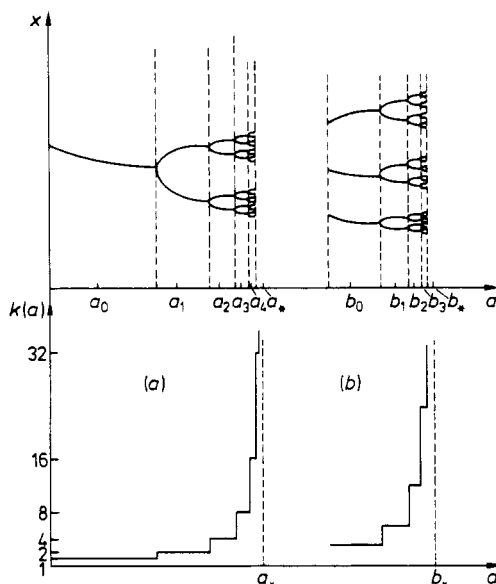 x
a₀ a₁ a₂ a₃ a₄ a* b₀ b₁ b₂ b₃ b* a
k(a)
32
(a) (b)
16
8
4
2
1
a